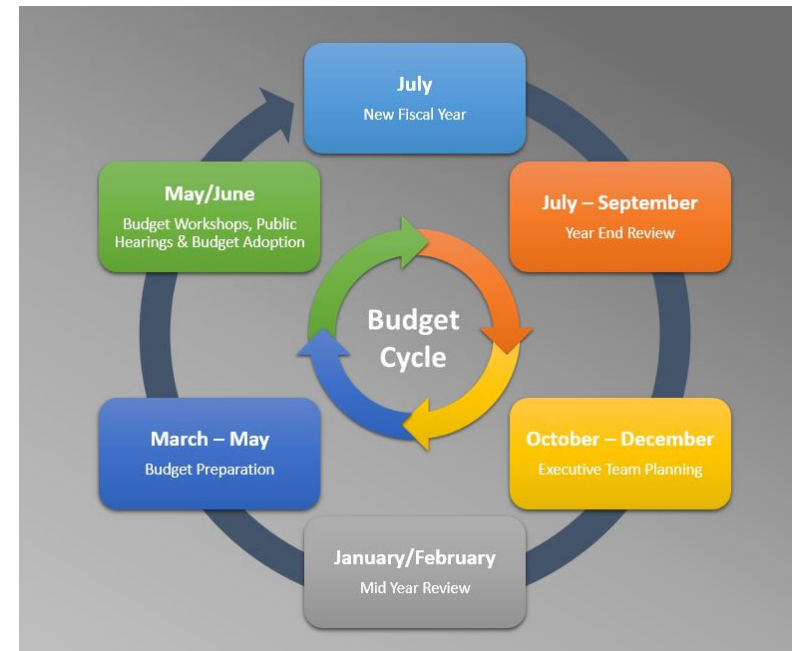 July
New Fiscal Year
July – September
Year End Review
October – December
Executive Team Planning
January/February
Mid Year Review
March – May
Budget Preparation
May/June
Budget Workshops, Public
Hearings & Budget Adoption
Budget
Cycle